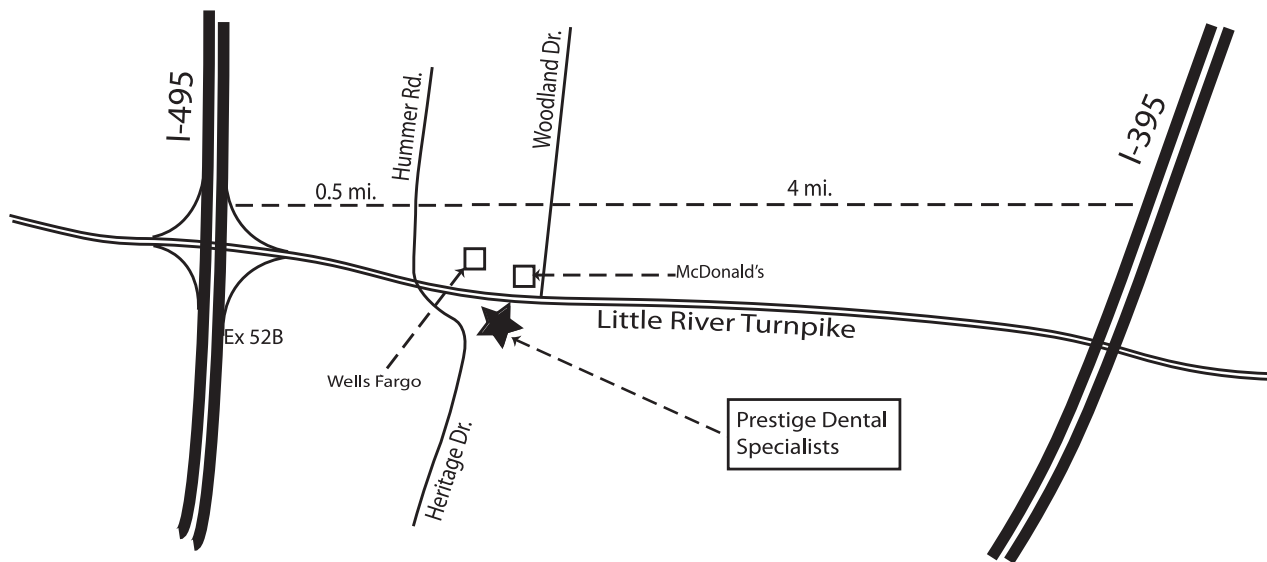 I-495
Hummer Rd.
Woodland Dr.
I-395
0.5 mi.
4 mi.
McDonald's
Little River Turnpike
Ex 52B
Wells Fargo
Prestige Dental
Specialists
Heritage Dr.